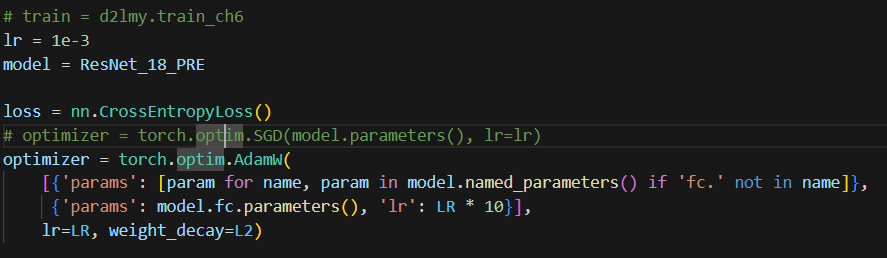 # train = d2lmy.train_ch6
lr = 1e-3
model = ResNet_18_PRE
loss = nn.CrossEntropyLoss()
# optimizer = torch.optim.SGD(model.parameters(), lr=lr)
optimizer = torch.optim.AdamW(
[{'params': [param for name, param in model.named_parameters() if 'fc.' not in name]},
{'params': model.fc.parameters(), 'lr': LR * 10}],
lr=LR, weight_decay=L2)